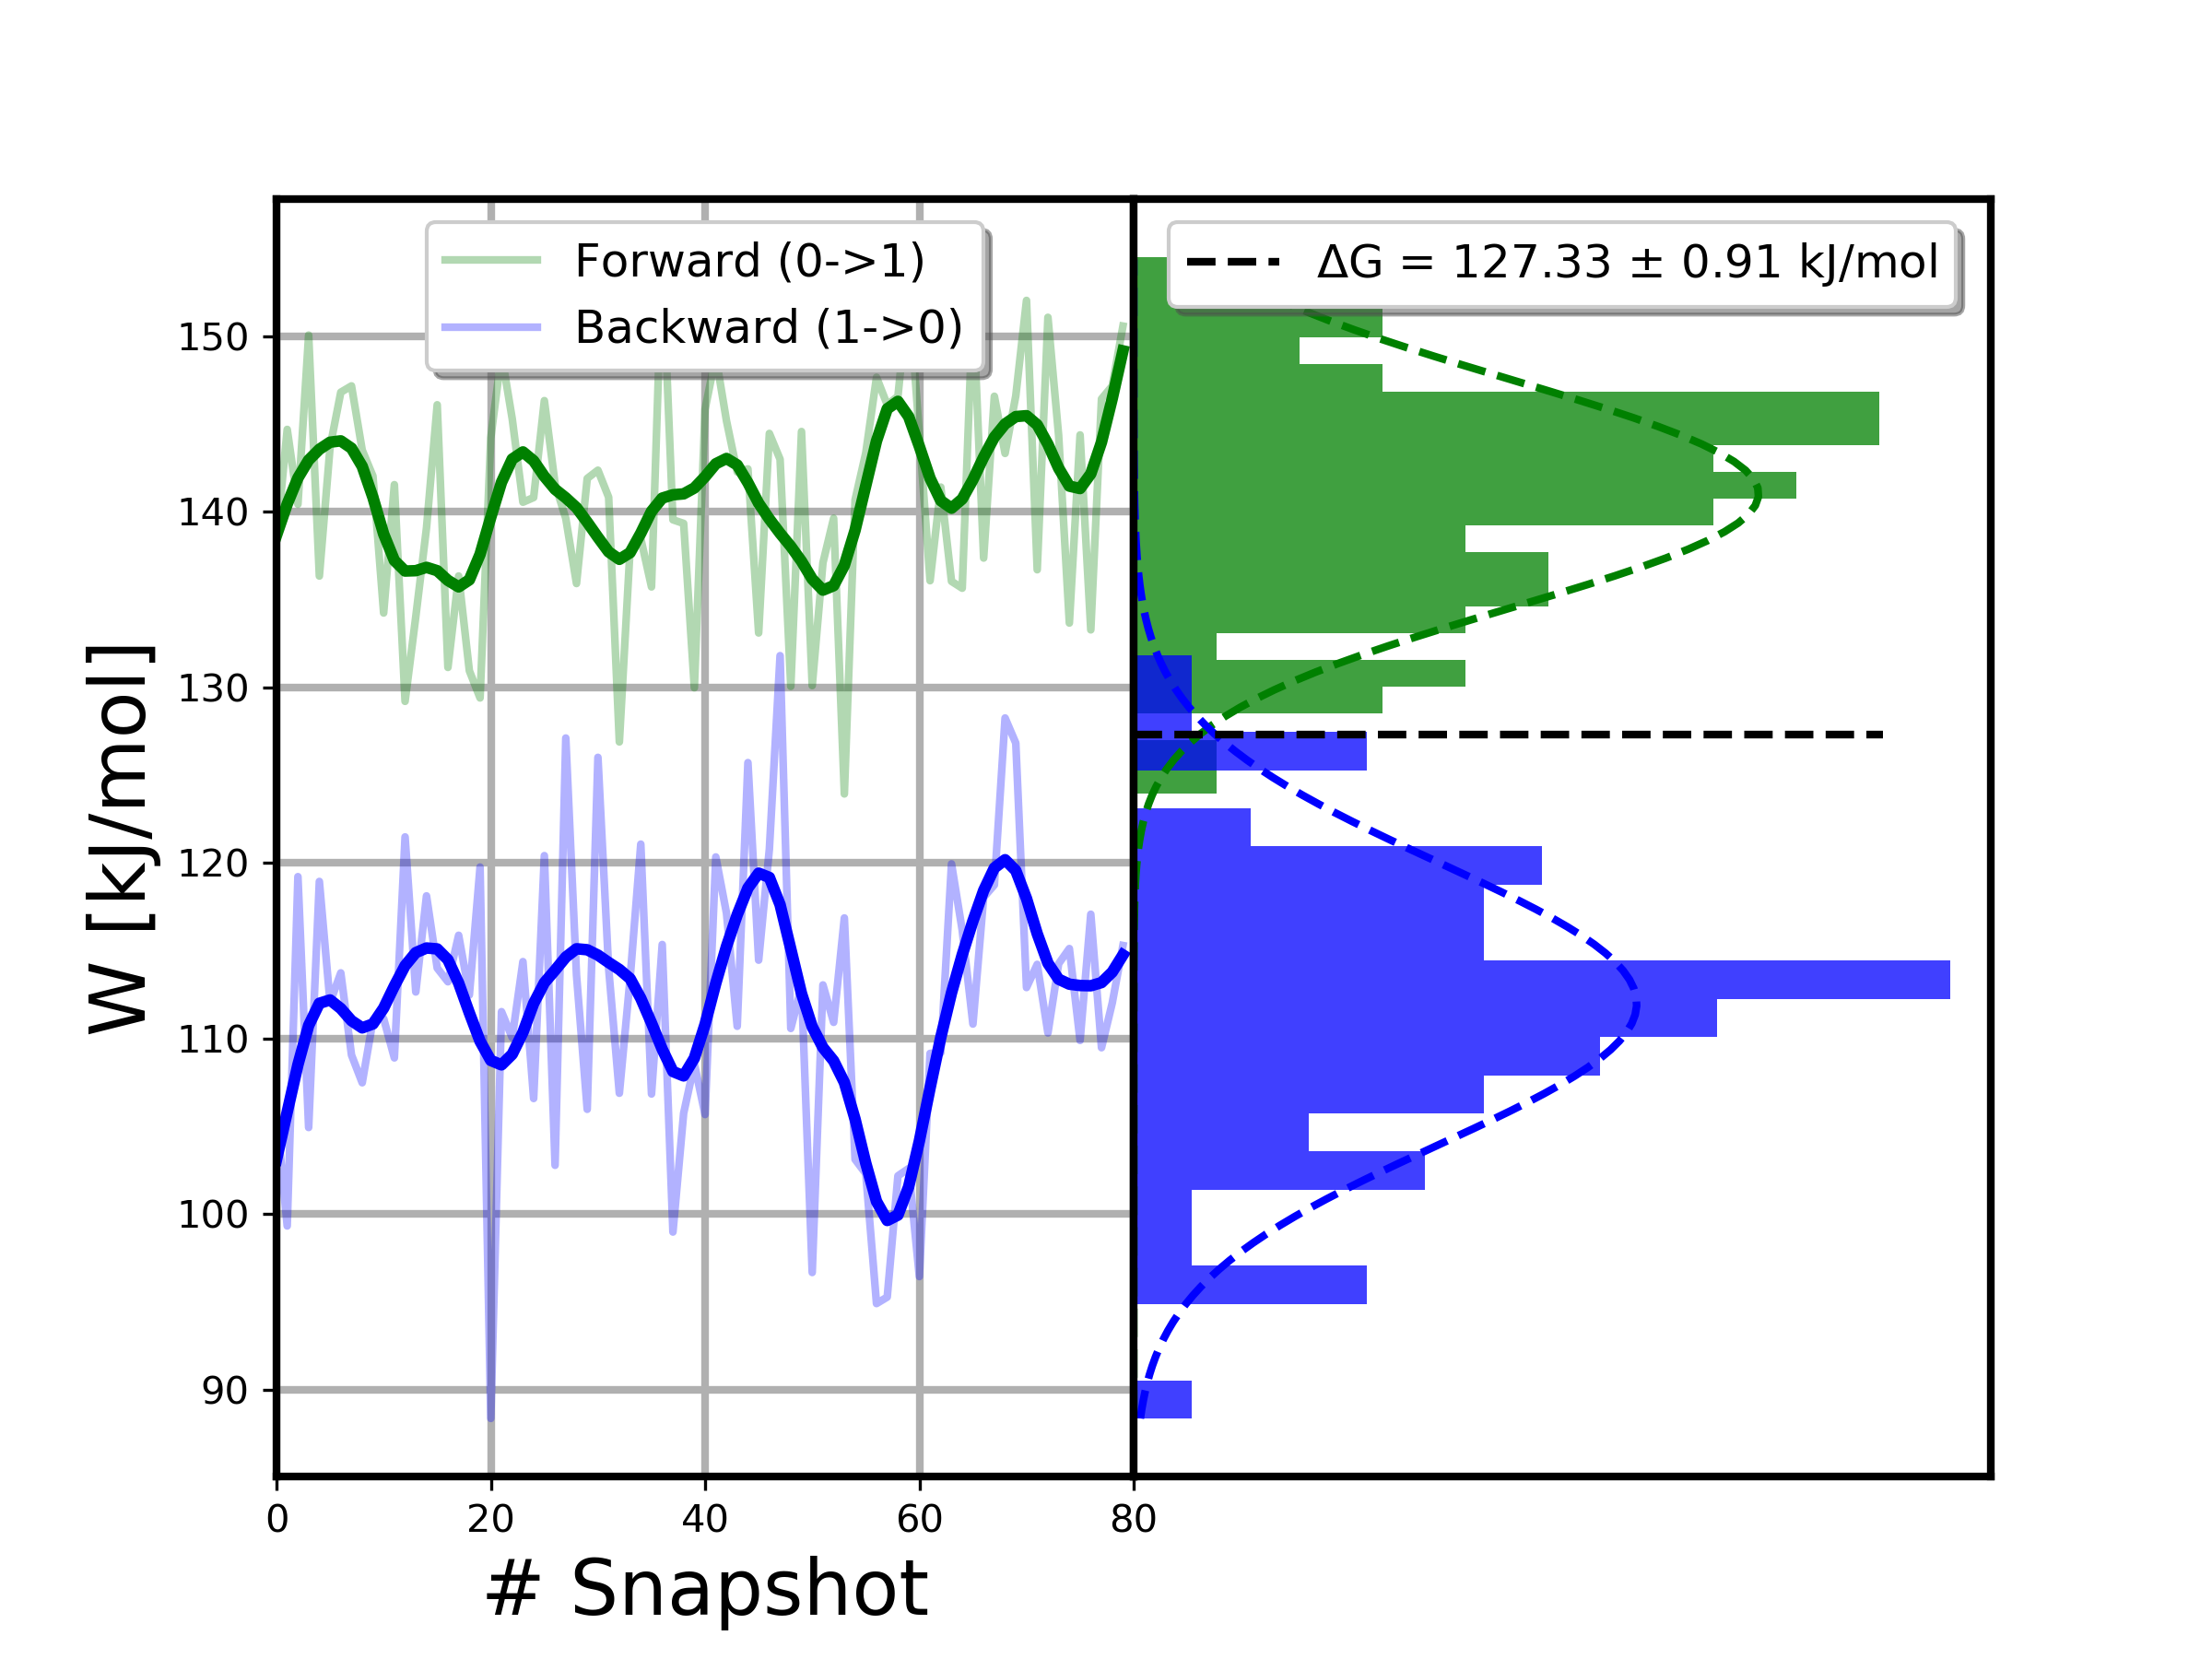 Forward (0->1)
Backward (1->0)
ΔG = 127.33 ± 0.91 kJ/mol
150
140
130
120
110
100
90
W [kJ/mol]
0 20 40 60 80
# Snapshot